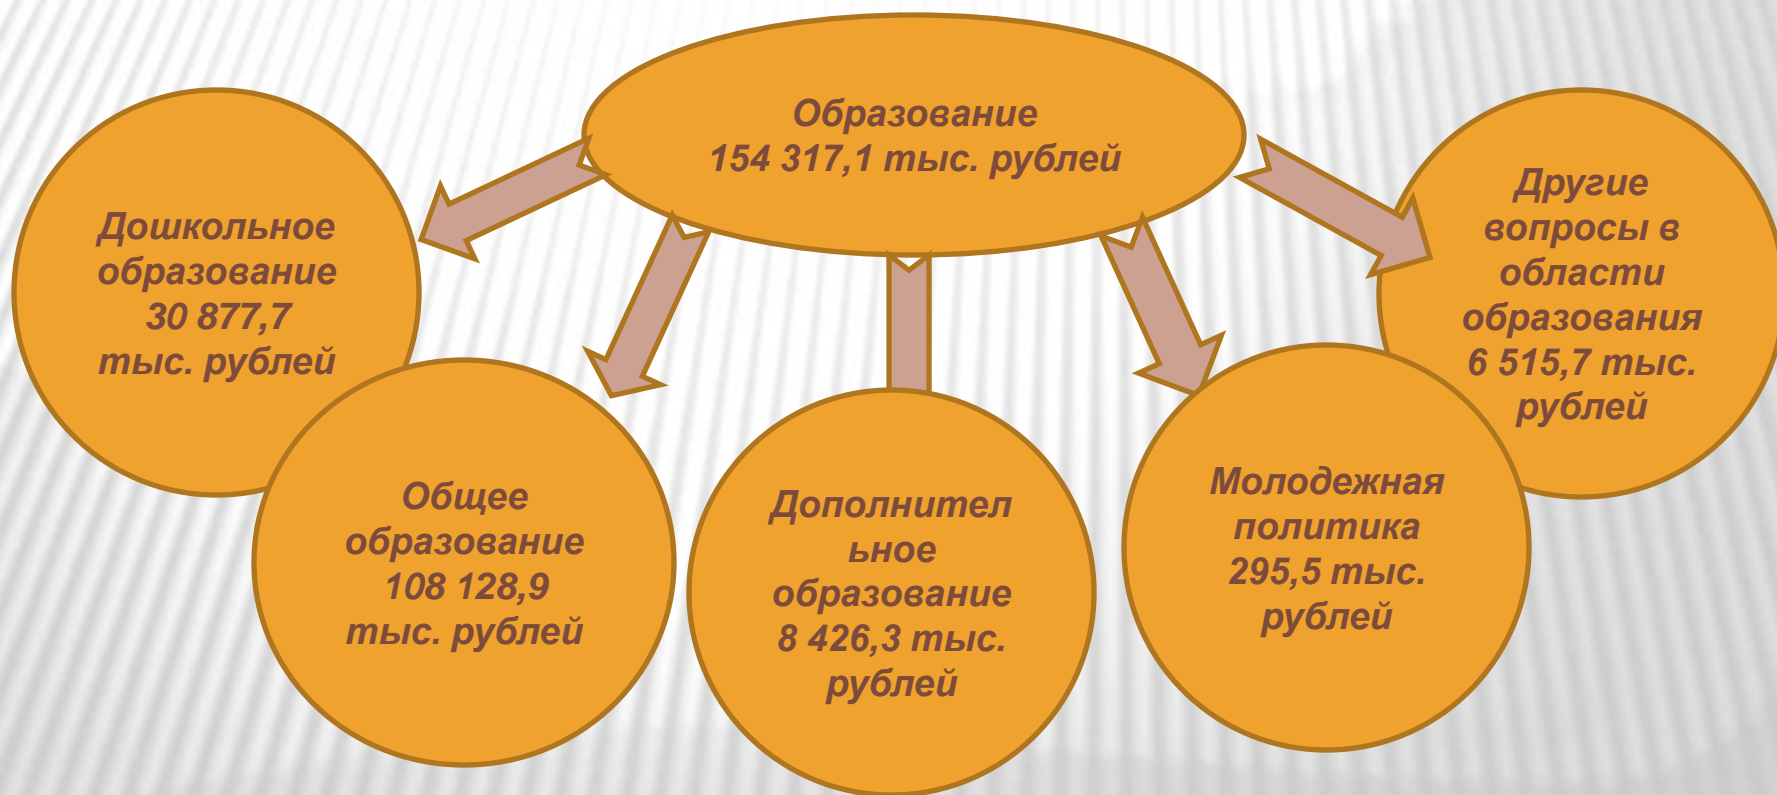 Образование
154 317,1 тыс. рублей
Дошкольное
образование
30 877,7
тыс. рублей
Общее
образование
108 128,9
тыс. рублей
Дополнител
ьное
образование
8 426,3 тыс.
рублей
Молодежная
политика
295,5 тыс.
рублей
Другие
вопросы в
области
образования
6 515,7 тыс.
рублей